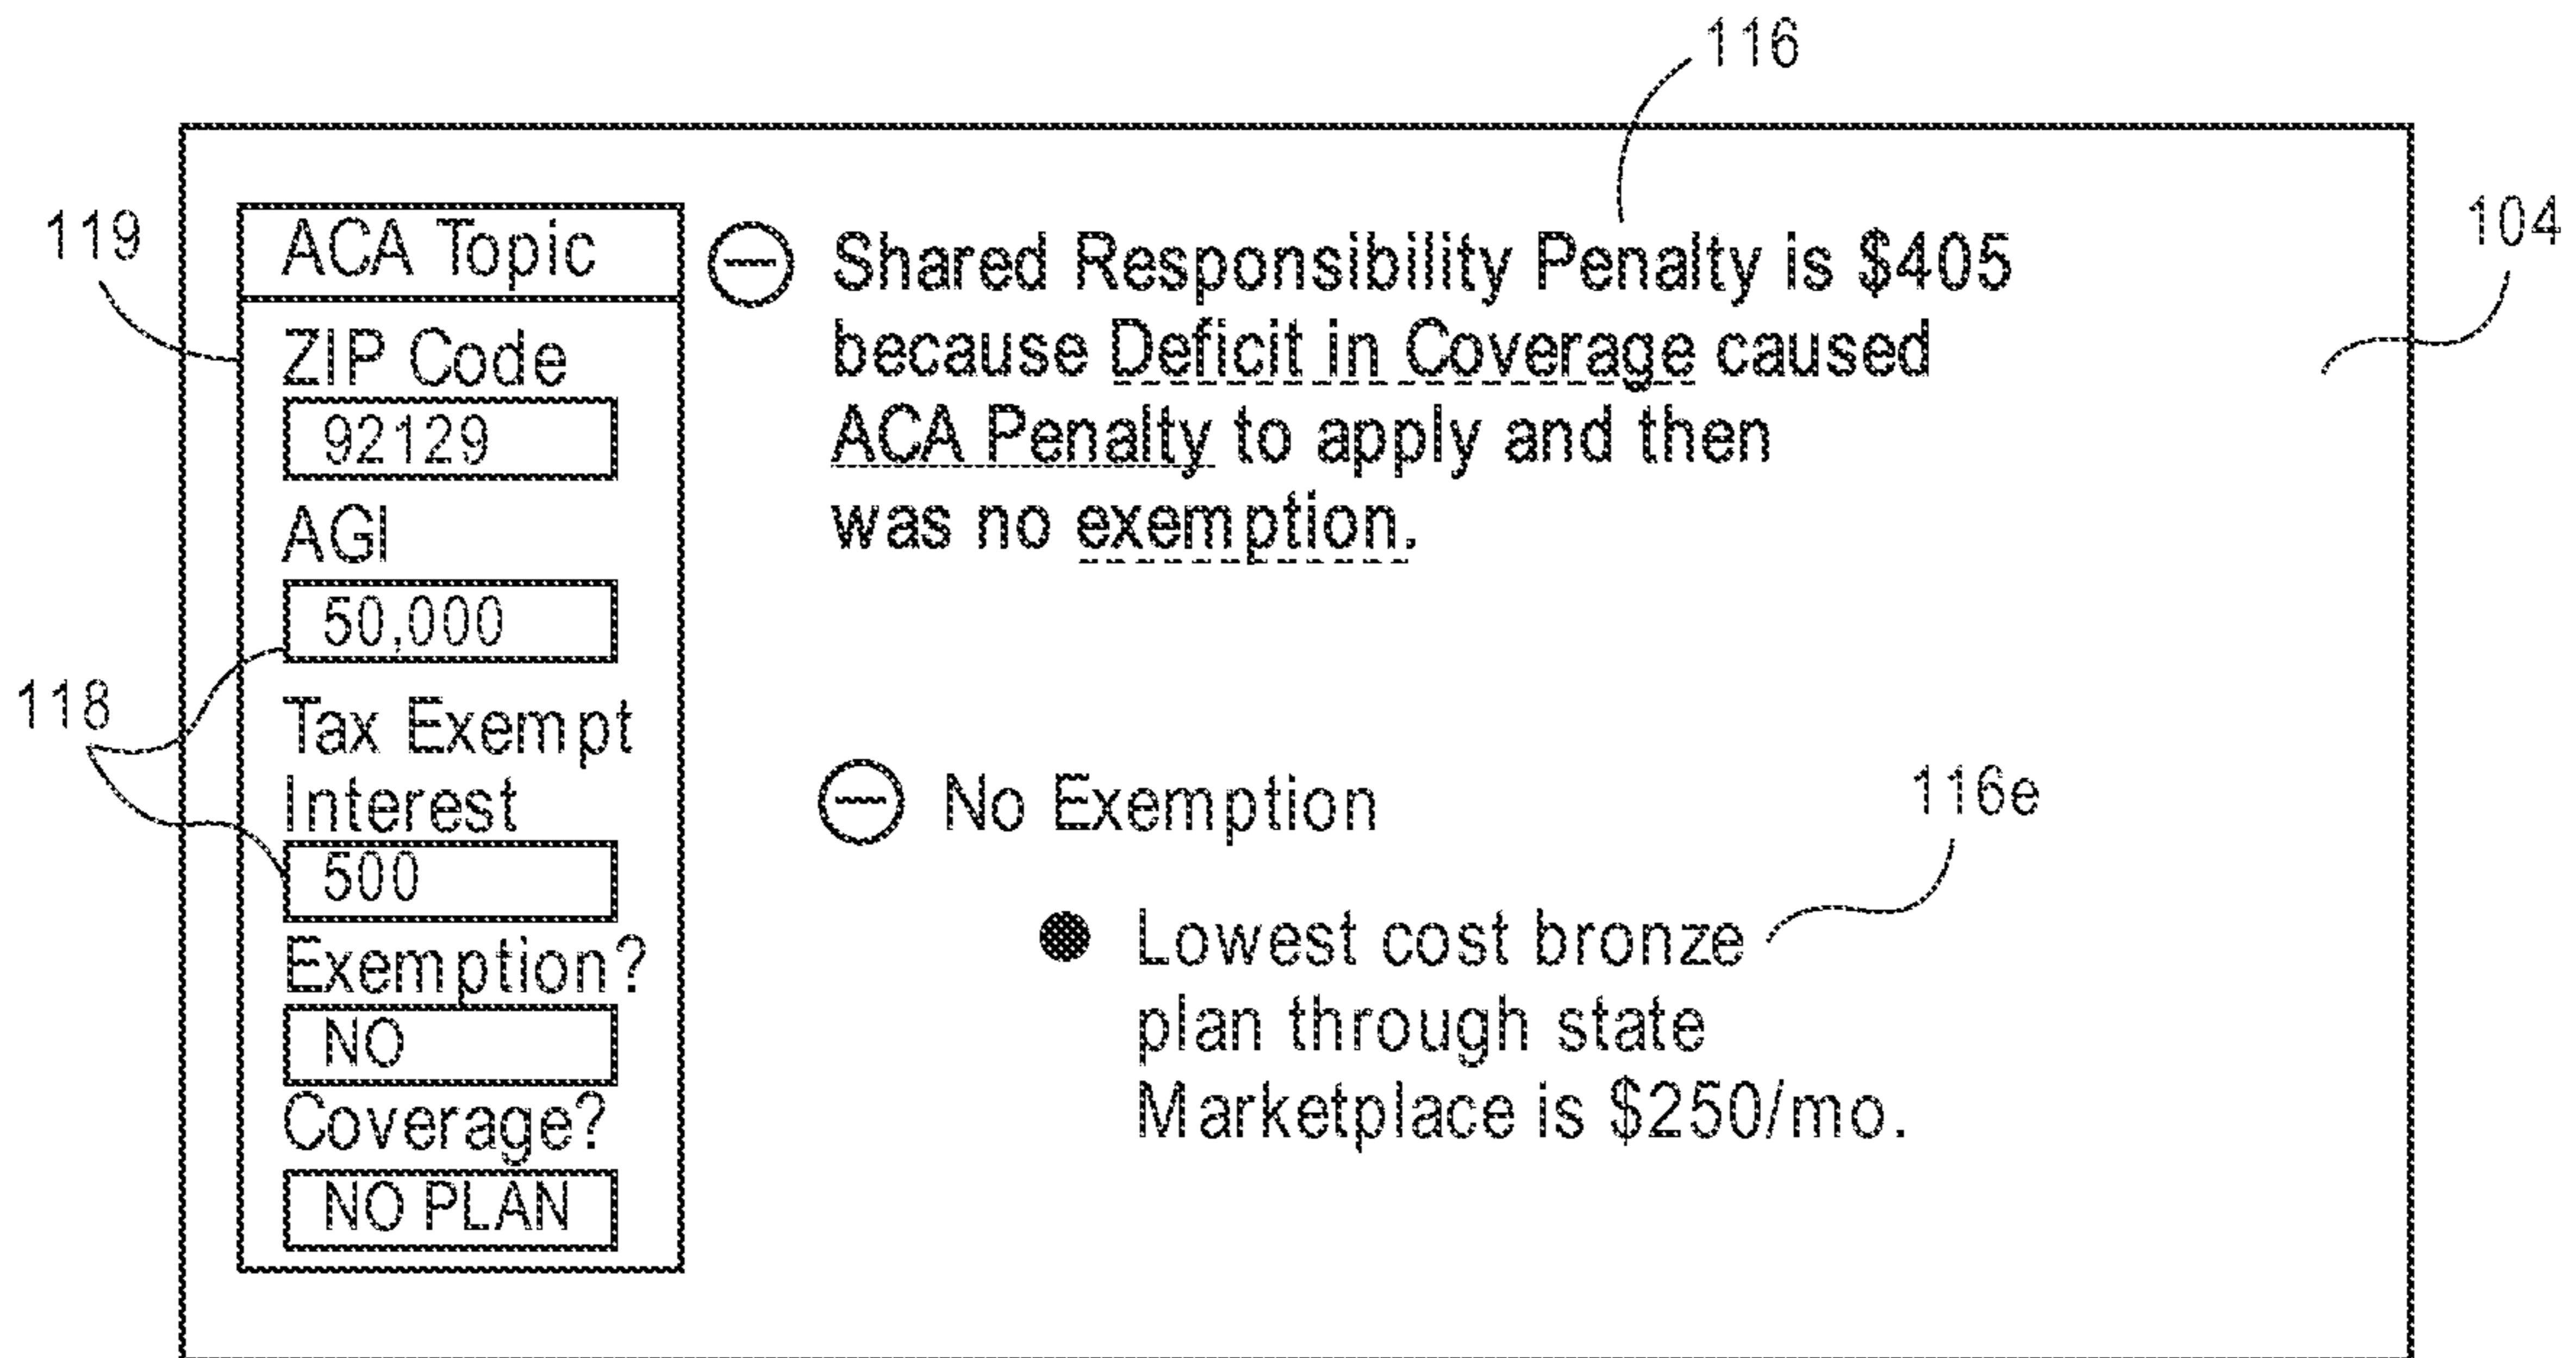 116
119
104
ACA Topic
ZIP Code
92129
AGI
50,000
118
Tax Exempt
Interest
500
Exemption?
NO
Coverage?
NO PLAN
Shared Responsibility Penalty is $405
because Deficit in Coverage caused
ACA Penalty to apply and then
was no exemption.
No Exemption
116e
Lowest cost bronze
plan through state
Marketplace is $250/mo.